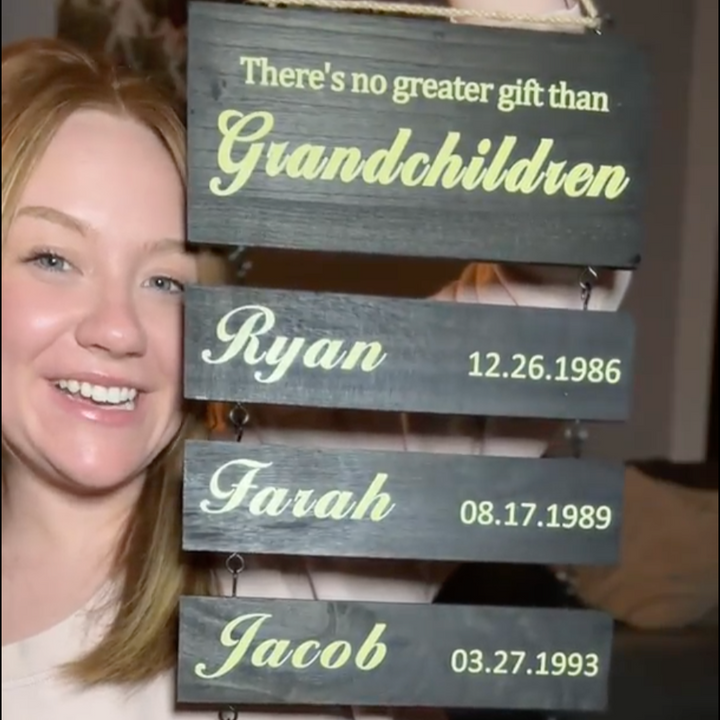 There's no greater gift than
Grandchildren
Ryan 12.26.1986
Farah 08.17.1989
Jacob 03.27.1993